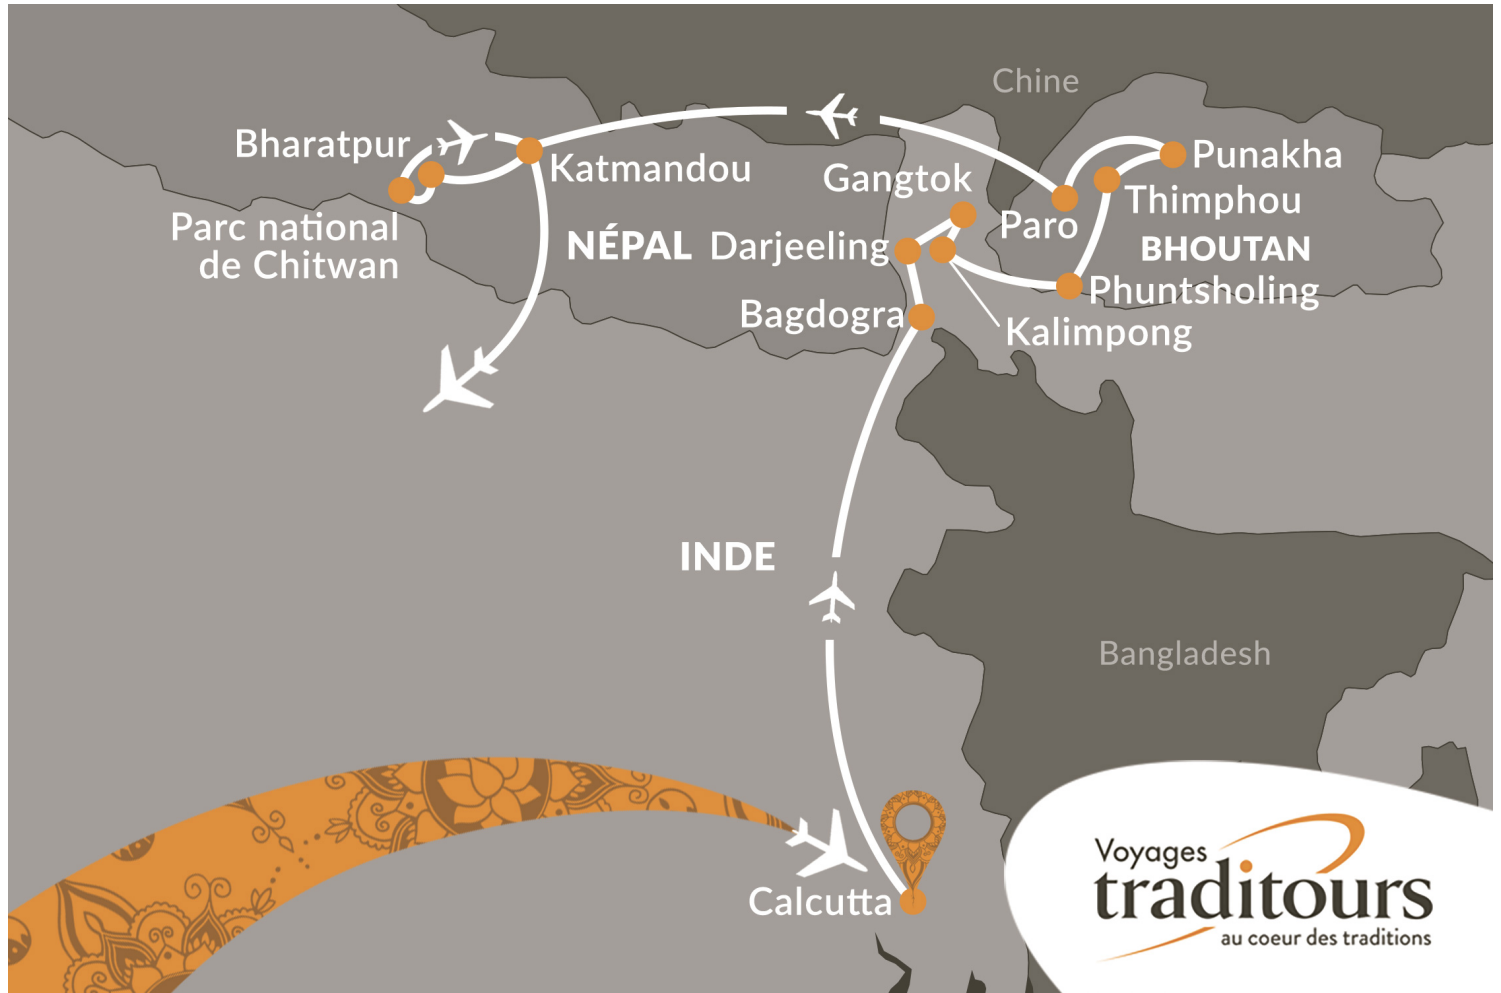 Chine
Bharatpur
Katmandou
Gangtok
Punakha
Thimphou
Paro
Parc national
de Chitwan
NÉPAL
Darjeeling
BHOUTAN
Phuntsholing
Bagdogra
Kalimpong
INDE
Bangladesh
Calcutta
Voyages
traditours
au coeur des traditions